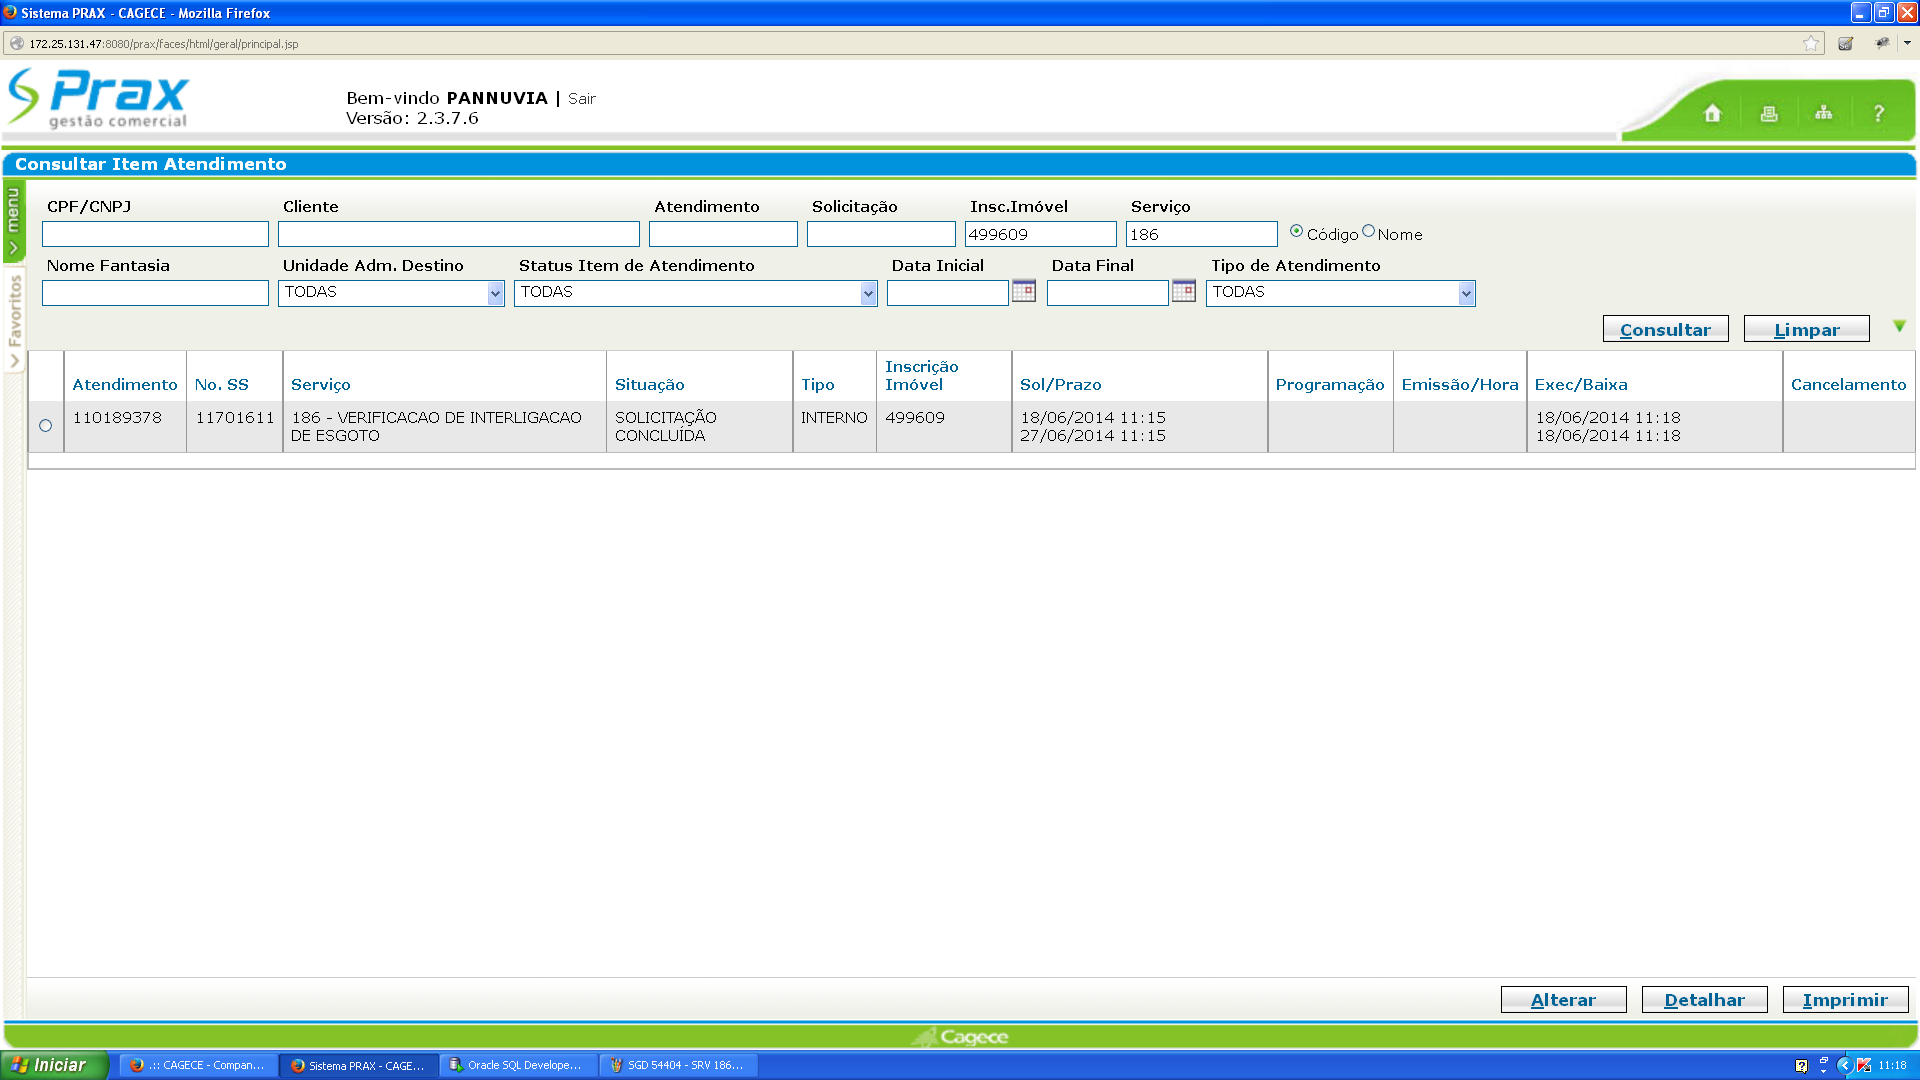 Sistema PRAX - CAGECE - Mozilla Firefox
172.25.131.47:8080/prax/faces/html/geral/principal.jsp
Prax
gestão comercial
Bem-vindo PANNUVIA | Sair
Versão: 2.3.7.6
?
Consultar Item Atendimento
menu
Favoritos
CPF/CNPJ Cliente Atendimento Solicitação Insc.Imóvel Serviço
499609 186 Código Nome
Nome Fantasia Unidade Adm. Destino Status Item de Atendimento Data Inicial Data Final Tipo de Atendimento
TODAS TODAS TODAS
Consultar Limpar
Atendimento No. SS Serviço Situação Tipo Inscrição Imóvel Sol/Prazo Programação Emissão/Hora Exec/Baixa Cancelamento
110189378 11701611 186 - VERIFICACAO DE INTERLIGACAO SOLICITAÇÃO INTERNO 499609 18/06/2014 11:15 18/06/2014 11:18
DE ESGOTO CONCLUÍDA 27/06/2014 11:15 18/06/2014 11:18
Alterar Detalhar Imprimir
Cagece
Iniciar .:: CAGECE - Compan... Sistema PRAX - CAGE... Oracle SQL Develope... SGD 54404 - SRV 186... 11:18